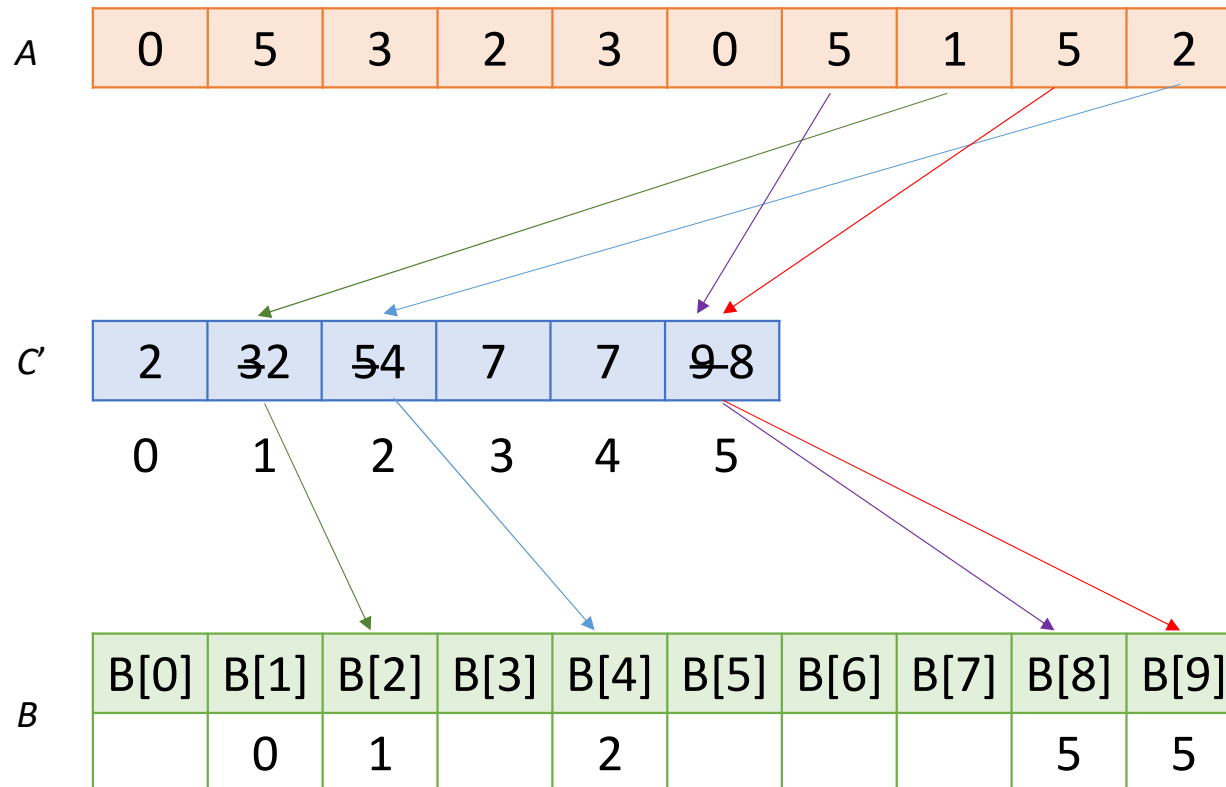 A 0 5 3 2 3 0 5 1 5 2
C' 2 32 54 7 7 9 8
0 1 2 3 4 5
B[0] B[1] B[2] B[3] B[4] B[5] B[6] B[7] B[8] B[9]
B
0 1 2 5 5